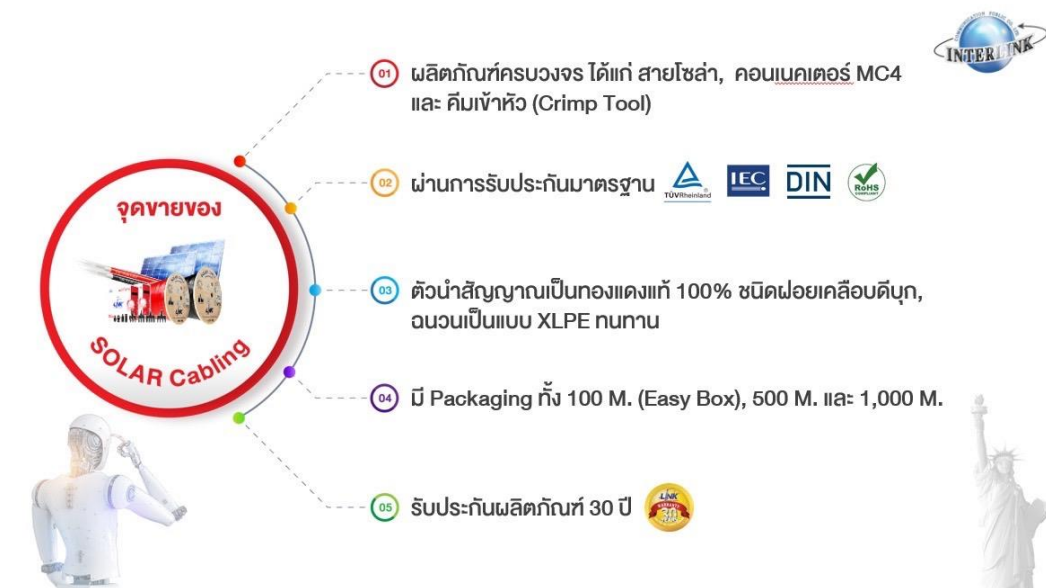 INTERLINK
01 ผลิตภัณฑ์ครบวงจร ได้แก่ สายโซล่า, คอนเนคเตอร์ MC4
และ คีมเข้าหัว (Crimp Tool)
02 ผ่านการรับประกันมาตรฐาน
TÜVRheinland
IEC
DIN
RoHS
COMPLIANT
จุดขายของ
SOLAR Cabling
03 ตัวนำสัญญาณเป็นทองแดงแท้ 100% ชนิดฝอยเคลือบดีบุก,
ฉนวนเป็นแบบ XLPE ทนทาน
04 มี Packaging ทั้ง 100 M. (Easy Box), 500 M. และ 1,000 M.
05 รับประกันผลิตภัณฑ์ 30 ปี
LINK
WARRANTY
30